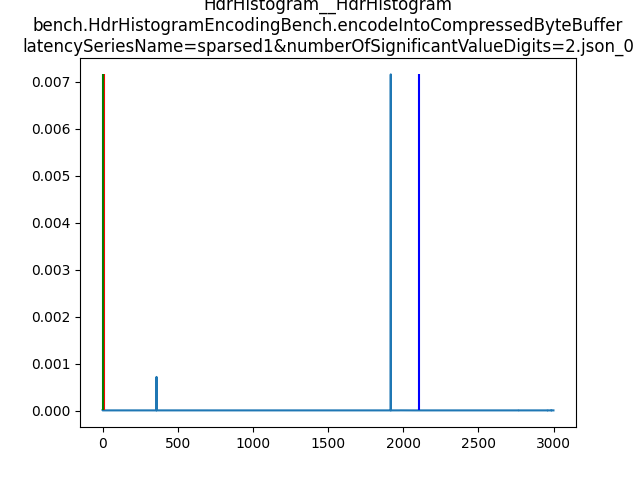 HdrHistogram__HdrHistogram
bench.HdrHistogramEncodingBench.encodeIntoCompressedByteBuffer
latencySeriesName=sparsed1&numberOfSignificantValueDigits=2.json_0
0.007
0.006
0.005
0.004
0.003
0.002
0.001
0.000
0 500 1000 1500 2000 2500 3000